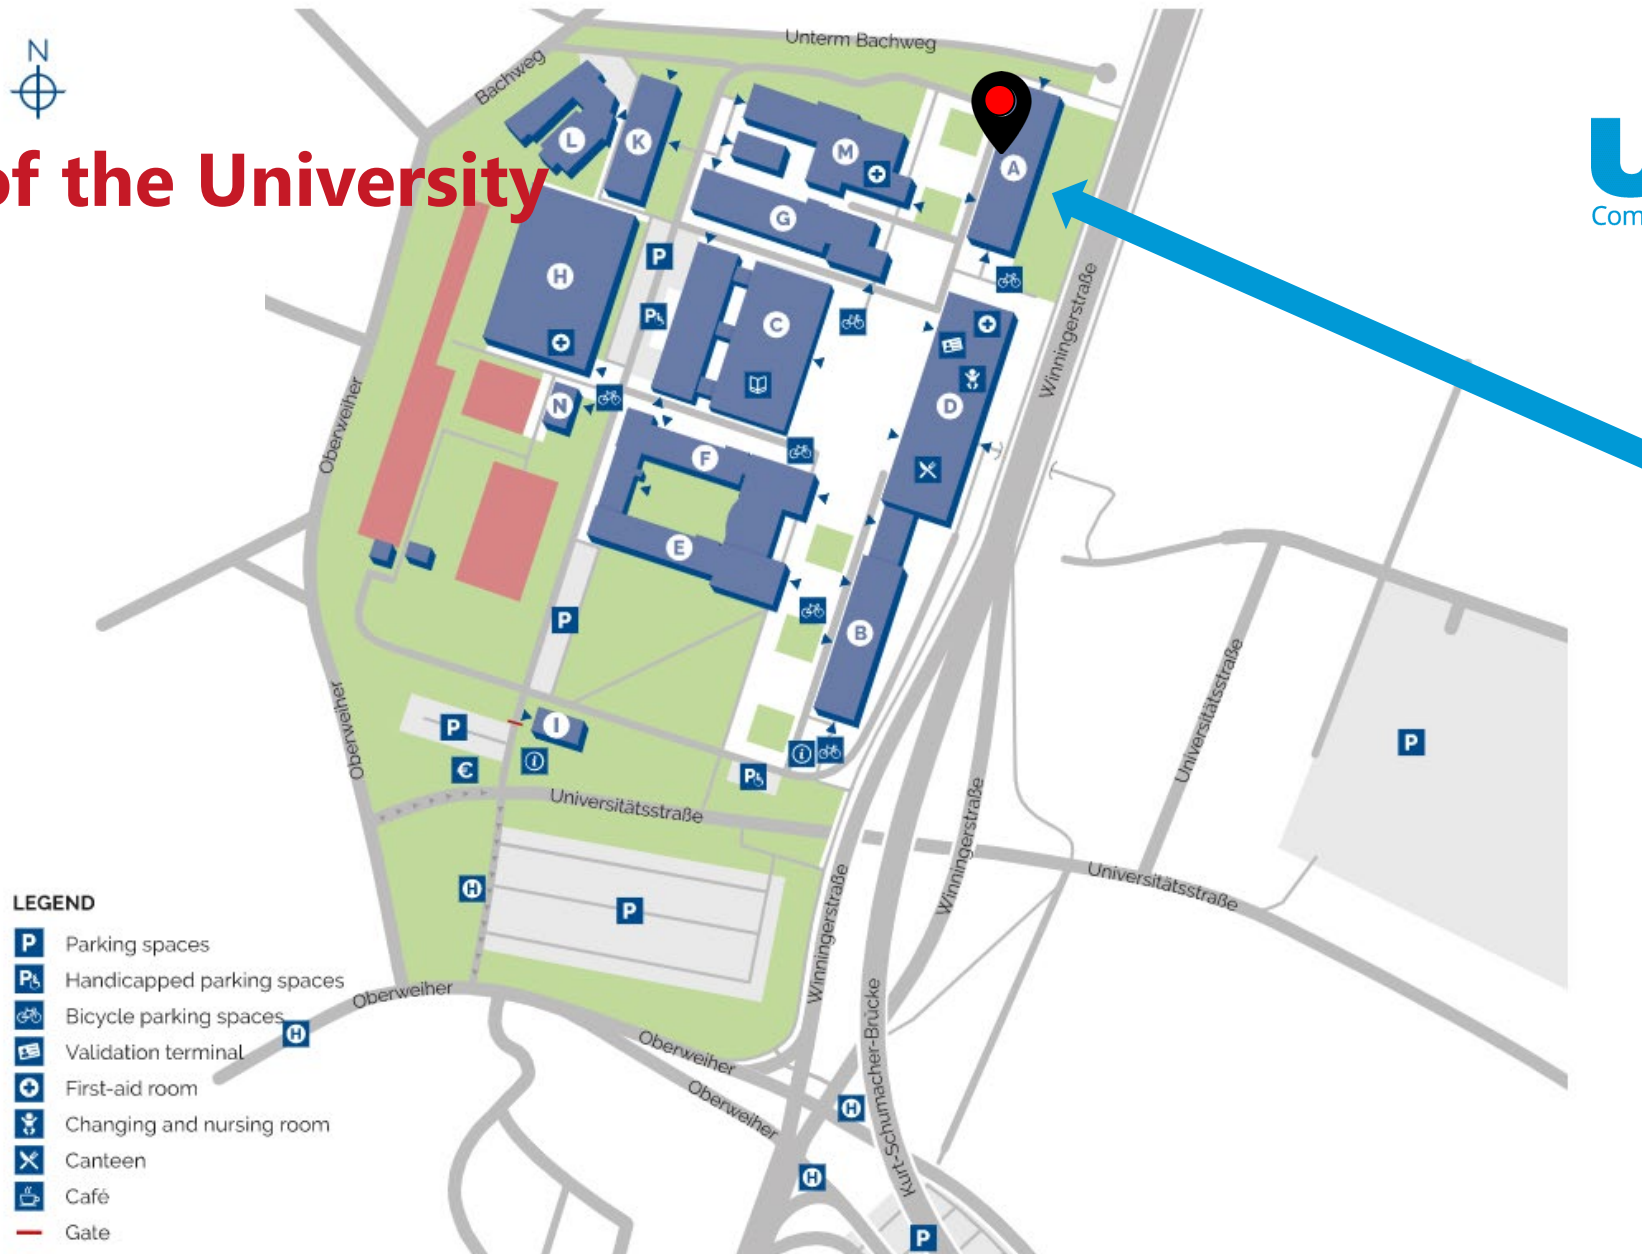 N
of the University
U
Com
Unterm Bachweg
Bachweg
L
K
M
A
G
H
P
P
C
N
D
F
E
B
P
I
P
€
i
i
P
P
H
P
H
H
H
P
Oberweiher
Oberweiher
Oberweiher
Oberweiher
Oberweiher
Winningerstraße
Winningerstraße
Winningerstraße
Universitätsstraße
Universitätsstraße
Universitätsstraße
Kurt-Schumacher-Brücke
LEGEND
P Parking spaces
P Handicapped parking spaces
Bicycle parking spaces
Validation terminal
First-aid room
Changing and nursing room
Canteen
Café
Gate